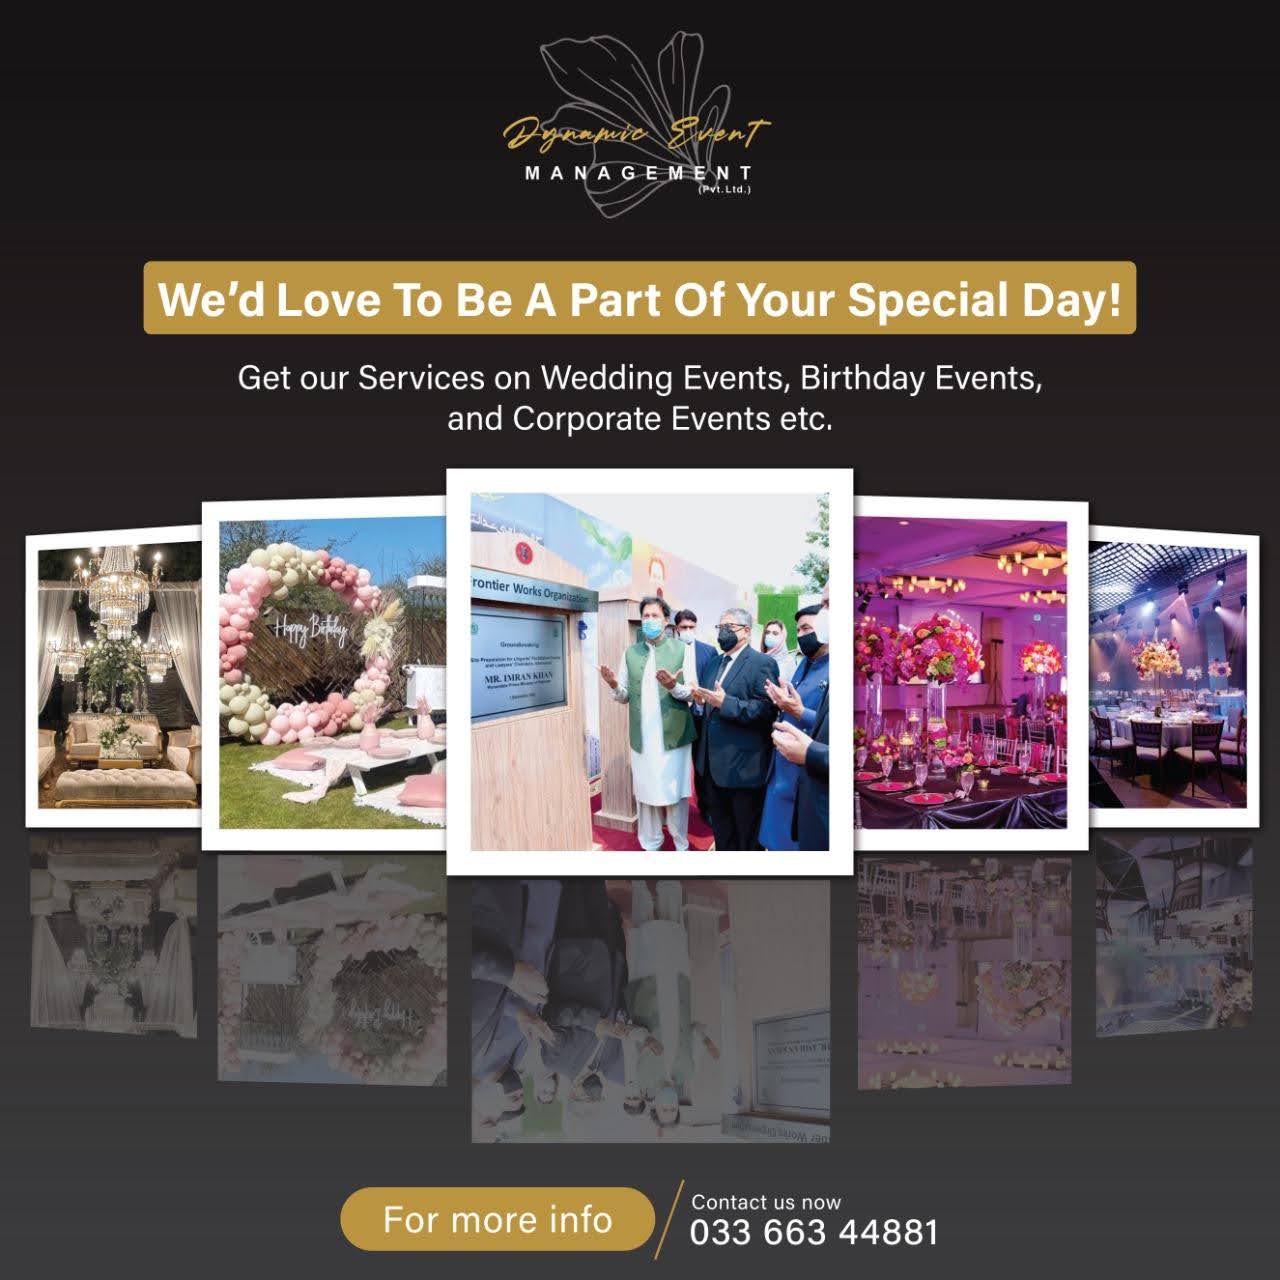 Dynamic Event
MANAGEMENT
(Pvt.Ltd.)
We'd Love To Be A Part Of Your Special Day!
Get our Services on Wedding Events, Birthday Events,
and Corporate Events etc.
Happy Birthday
rontier Works Organization
Groundbreaking
MR. IMRAN KHAN
For more info
Contact us now
033 663 44881